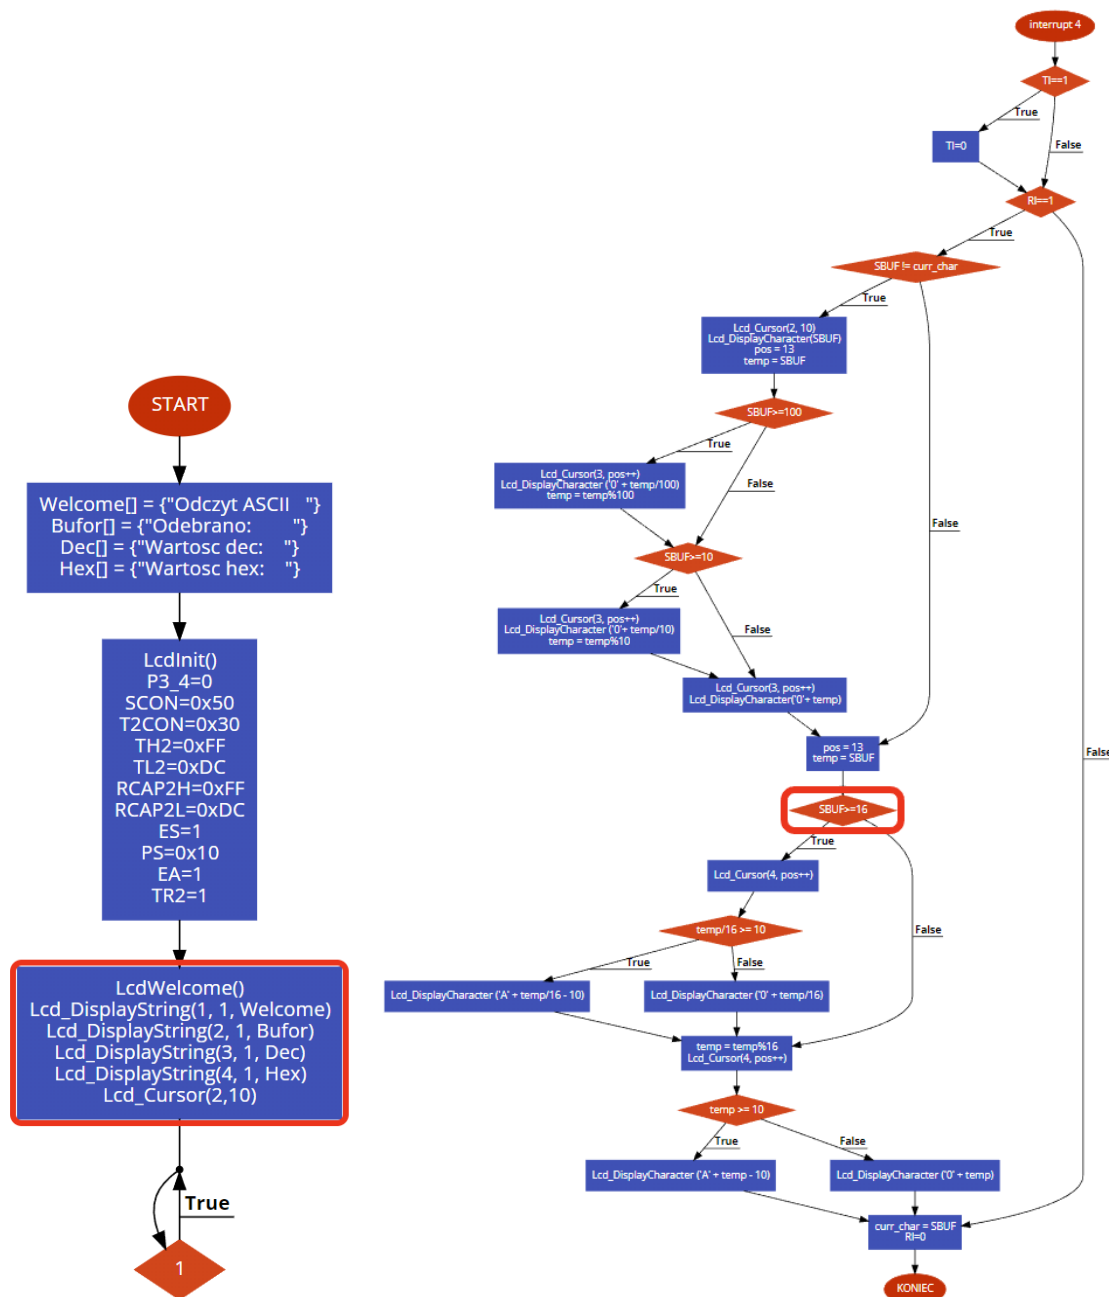 START
Welcome[] = {"Odczyt ASCII   "}
Bufor[] = {"Odebrano:        "}
Dec[] = {"Wartosc dec:    "}
Hex[] = {"Wartosc hex:    "}
LcdInit()
P3_4=0
SCON=0x50
T2CON=0x30
TH2=0xFF
TL2=0xDC
RCAP2H=0xFF
RCAP2L=0xDC
ES=1
PS=0x10
EA=1
TR2=1
LcdWelcome()
Lcd_DisplayString(1, 1, Welcome)
Lcd_DisplayString(2, 1, Bufor)
Lcd_DisplayString(3, 1, Dec)
Lcd_DisplayString(4, 1, Hex)
Lcd_Cursor(2,10)
True
1
interrupt 4
TI==1
True
False
TI=0
RI==1
True
False
SBUF != curr_char
True
False
Lcd_Cursor(2, 10)
Lcd_DisplayCharacter(SBUF)
pos = 13
temp = SBUF
SBUF>=100
True
False
Lcd_Cursor(3, pos++)
Lcd_DisplayCharacter ('0' + temp/100)
temp = temp%100
SBUF>=10
True
False
Lcd_Cursor(3, pos++)
Lcd_DisplayCharacter ('0'+ temp/10)
temp = temp%10
Lcd_Cursor(3, pos++)
Lcd_DisplayCharacter('0'+ temp)
pos = 13
temp = SBUF
SBUF>=16
True
False
Lcd_Cursor(4, pos++)
temp/16 >= 10
True
False
Lcd_DisplayCharacter ('A' + temp/16 - 10)
Lcd_DisplayCharacter ('0' + temp/16)
temp = temp%16
Lcd_Cursor(4, pos++)
temp >= 10
True
False
Lcd_DisplayCharacter ('A' + temp - 10)
Lcd_DisplayCharacter ('0' + temp)
curr_char = SBUF
RI=0
KONIEC